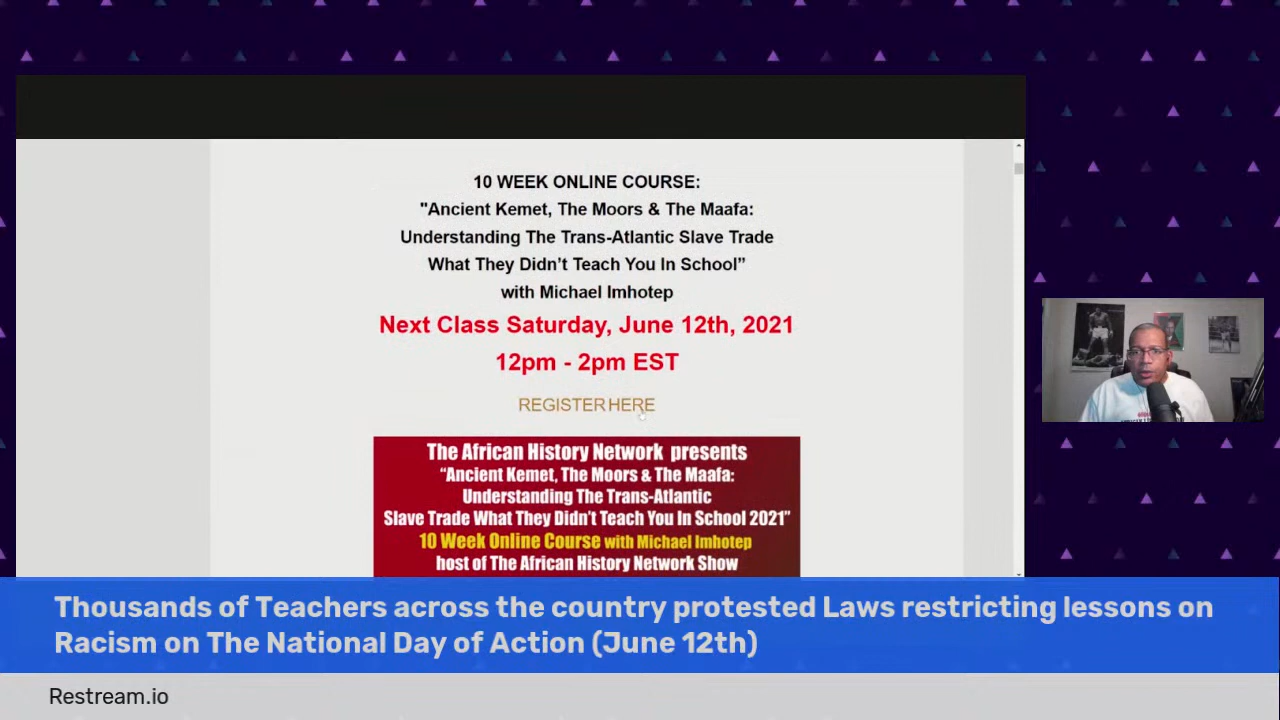 10 WEEK ONLINE COURSE:
"Ancient Kemet, The Moors & The Maafa:
Understanding The Trans-Atlantic Slave Trade
What They Didn’t Teach You In School”
with Michael Imhotep
Next Class Saturday, June 12th, 2021
12pm - 2pm EST
REGISTER HERE
The African History Network presents
“Ancient Kemet, The Moors & The Maafa:
Understanding The Trans-Atlantic
Slave Trade What They Didn’t Teach You In School 2021”
10 Week Online Course with Michael Imhotep
host of The African History Network Show
Thousands of Teachers across the country protested Laws restricting lessons on
Racism on The National Day of Action (June 12th)
Restream.io